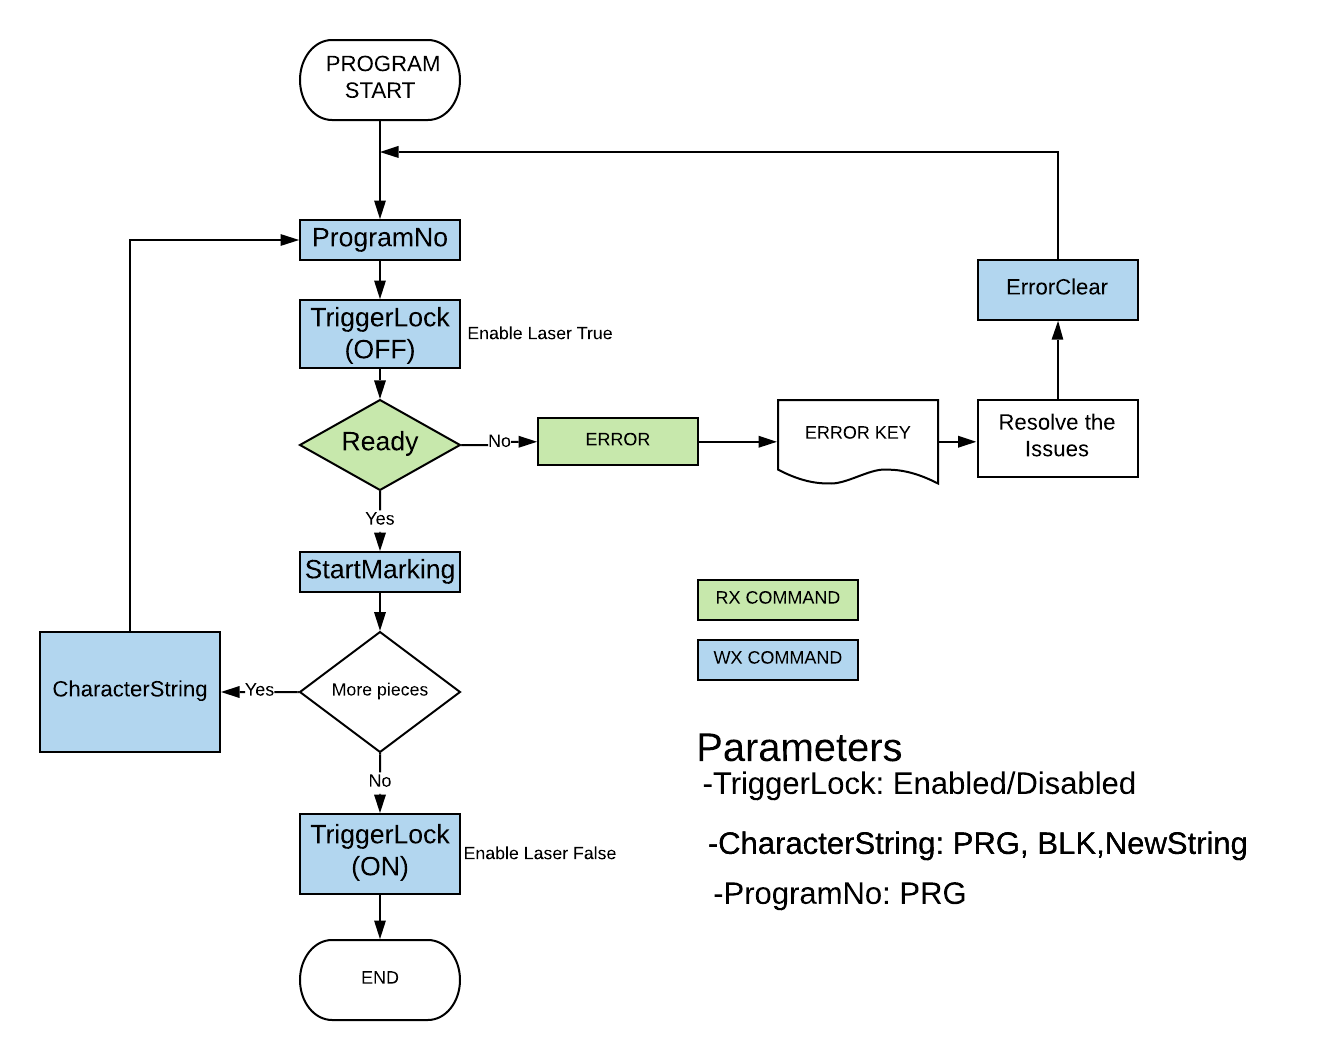 PROGRAM
START
ProgramNo
ErrorClear
TriggerLock
(OFF)
Enable Laser True
Ready
No
ERROR
ERROR KEY
Resolve the
Issues
Yes
StartMarking
RX COMMAND
WX COMMAND
CharacterString
Yes
More pieces
No
Parameters
-TriggerLock: Enabled/Disabled
-CharacterString: PRG, BLK,NewString
-ProgramNo: PRG
TriggerLock
(ON)
Enable Laser False
END